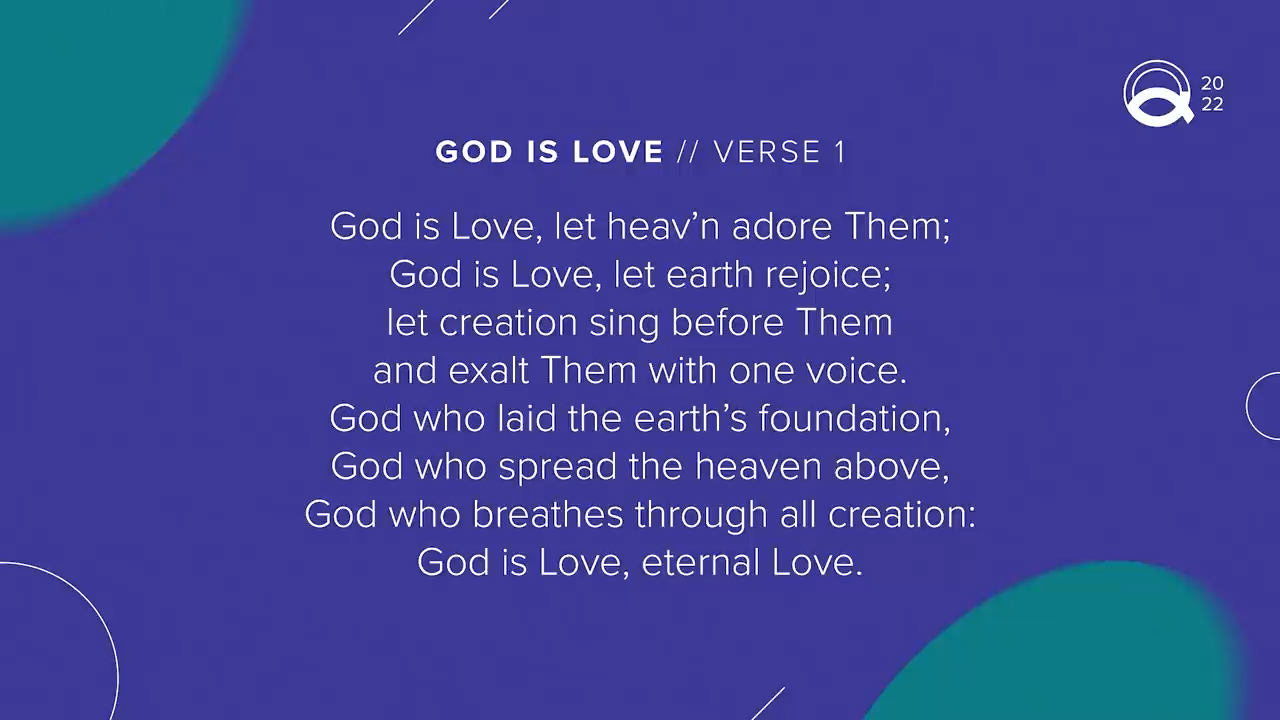 20
22
GOD IS LOVE // VERSE 1
God is Love, let heav’n adore Them;
God is Love, let earth rejoice;
let creation sing before Them
and exalt Them with one voice.
God who laid the earth’s foundation,
God who spread the heaven above,
God who breathes through all creation:
God is Love, eternal Love.